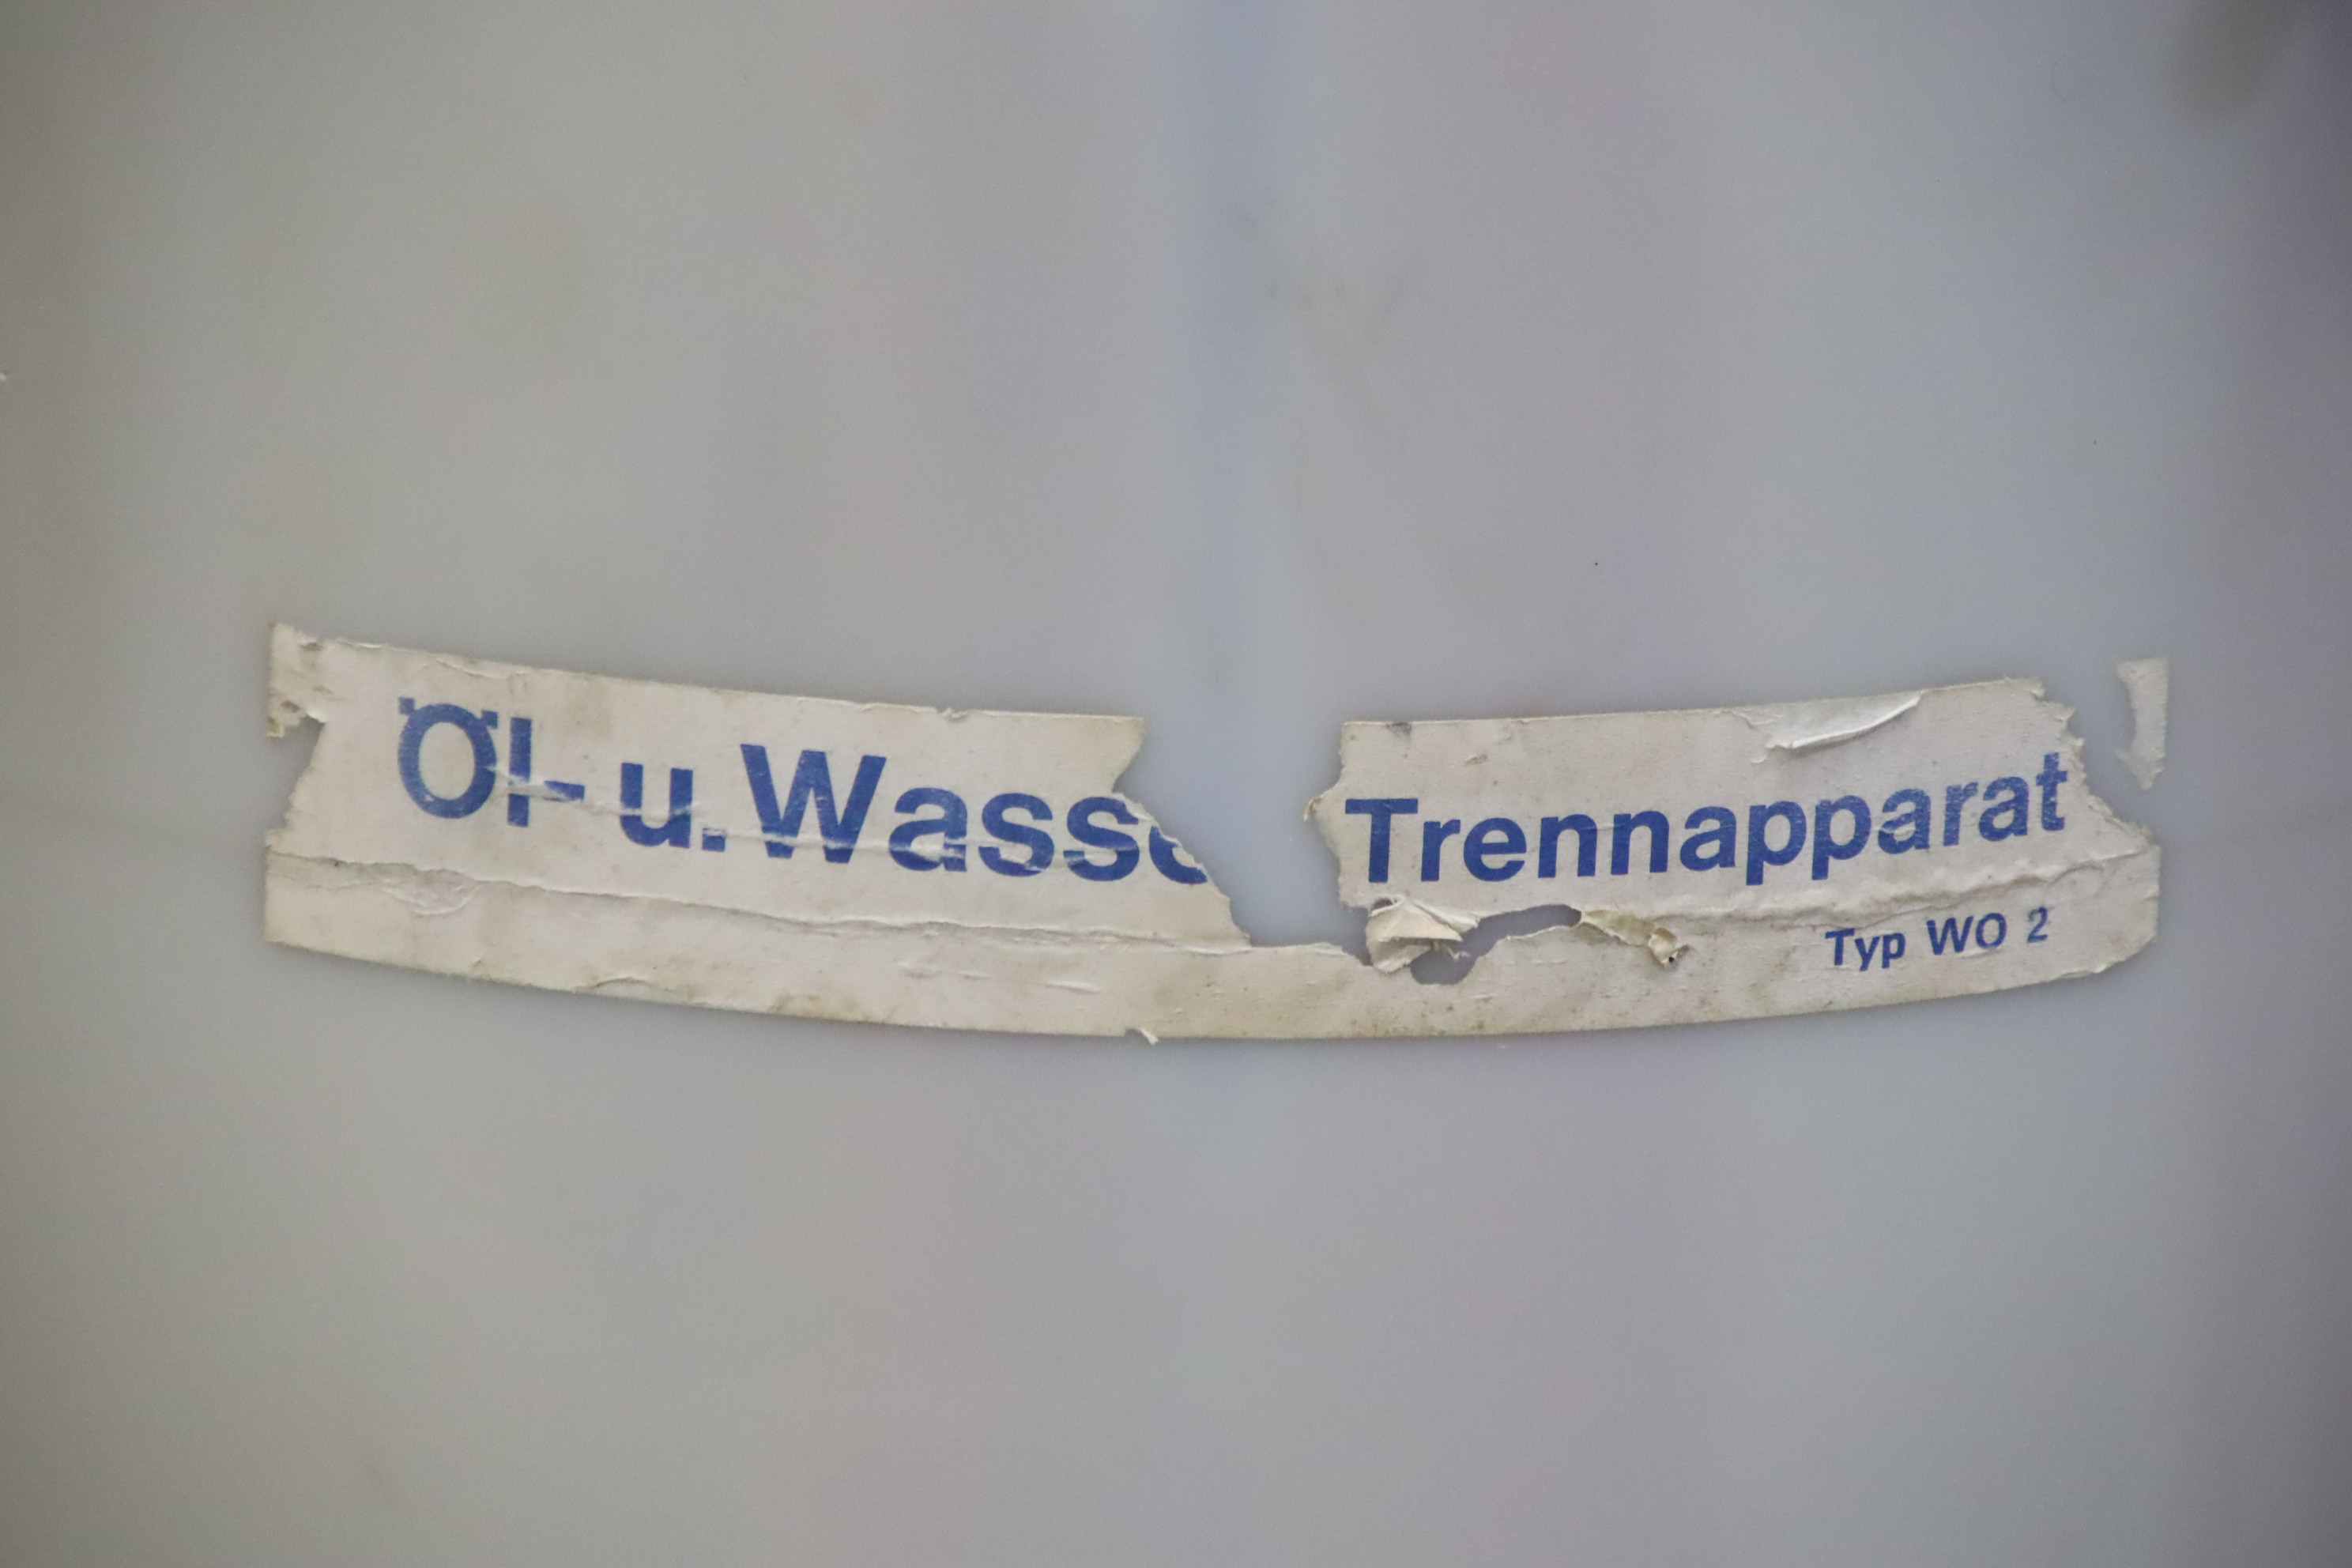 Öl- u. Wasse Trennapparat
Typ WO 2